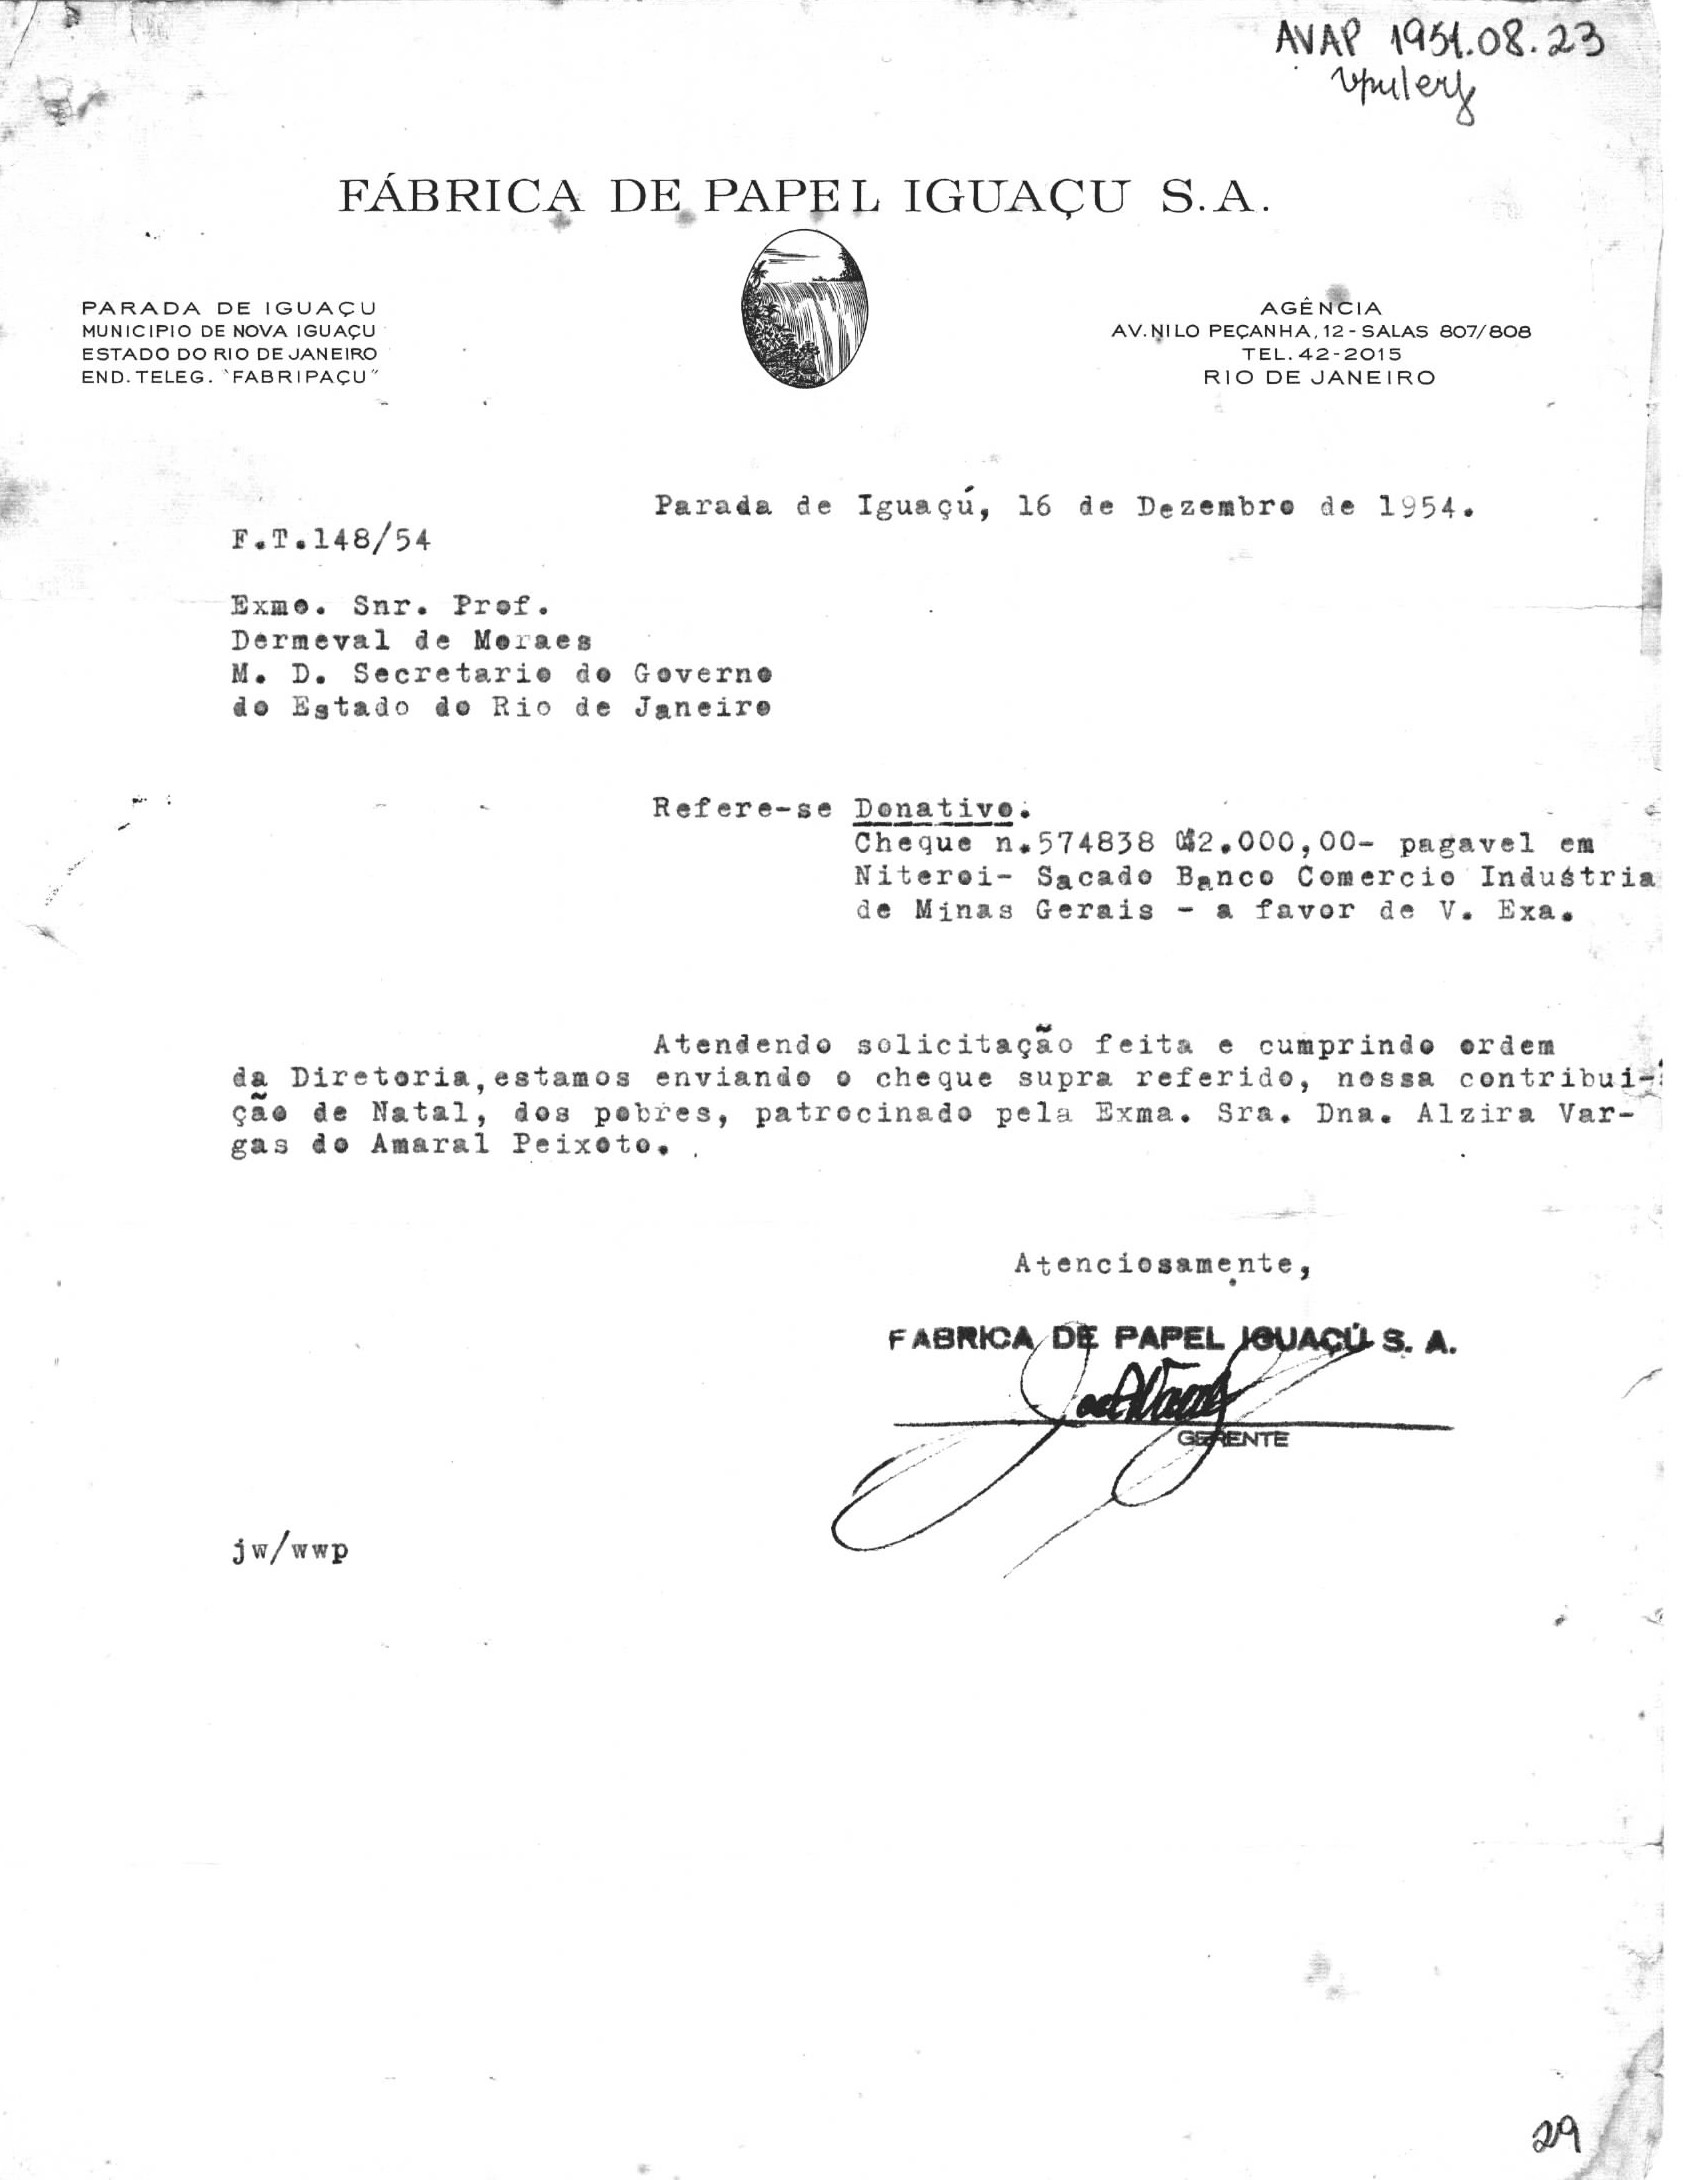 AVAP 1951.08.23
FÁBRICA DE PAPEL IGUAÇU S.A.
PARADA DE IGUAÇU
MUNICIPIO DE NOVA IGUAÇU
ESTADO DO RIO DE JANEIRO
END. TELEG. "FABRIPAÇU"
AGÊNCIA
AV. NILO PEÇANHA, 12 - SALAS 807/808
TEL. 42-2015
RIO DE JANEIRO
Parada de Iguaçú, 16 de Dezembro de 1954.
F.T.148/54
Exmo. Snr. Prof.
Dermeval de Moraes
M. D. Secretario do Governo
do Estado do Rio de Janeiro
Refere-se Donativo.
Cheque n.574838 Cr$2.000,00- pagavel em
Niteroi- Sacado Banco Comercio Industria
de Minas Gerais - a favor de V. Exa.
Atendendo solicitação feita e cumprindo ordem
da Diretoria, estamos enviando o cheque supra referido, nossa contribui-
ção de Natal, dos pobres, patrocinado pela Exma. Sra. Dna. Alzira Var-
gas do Amaral Peixoto.
Atenciosamente,
FABRICA DE PAPEL IGUAÇÚ S. A.
GERENTE
jw/wwp
29